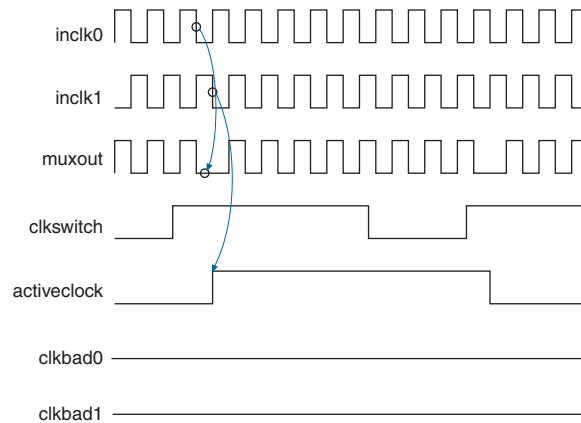 inclk0
inclk1
muxout
clkswitch
activeclock
clkbad0
clkbad1